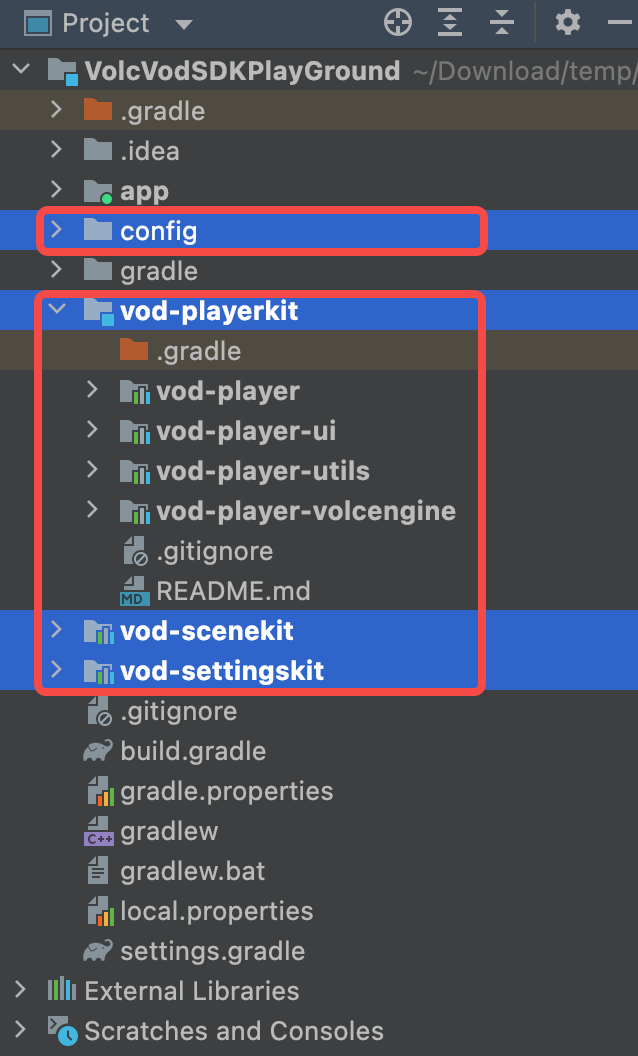 Project
VolcVodSDKPlayGround ~/Download/temp/
.gradle
.idea
app
config
gradle
vod-playerkit
.gradle
vod-player
vod-player-ui
vod-player-utils
vod-player-volcengine
.gitignore
MD README.md
vod-scenekit
vod-settingskit
.gitignore
build.gradle
gradle.properties
C++ gradlew
gradlew.bat
local.properties
settings.gradle
External Libraries
Scratches and Consoles